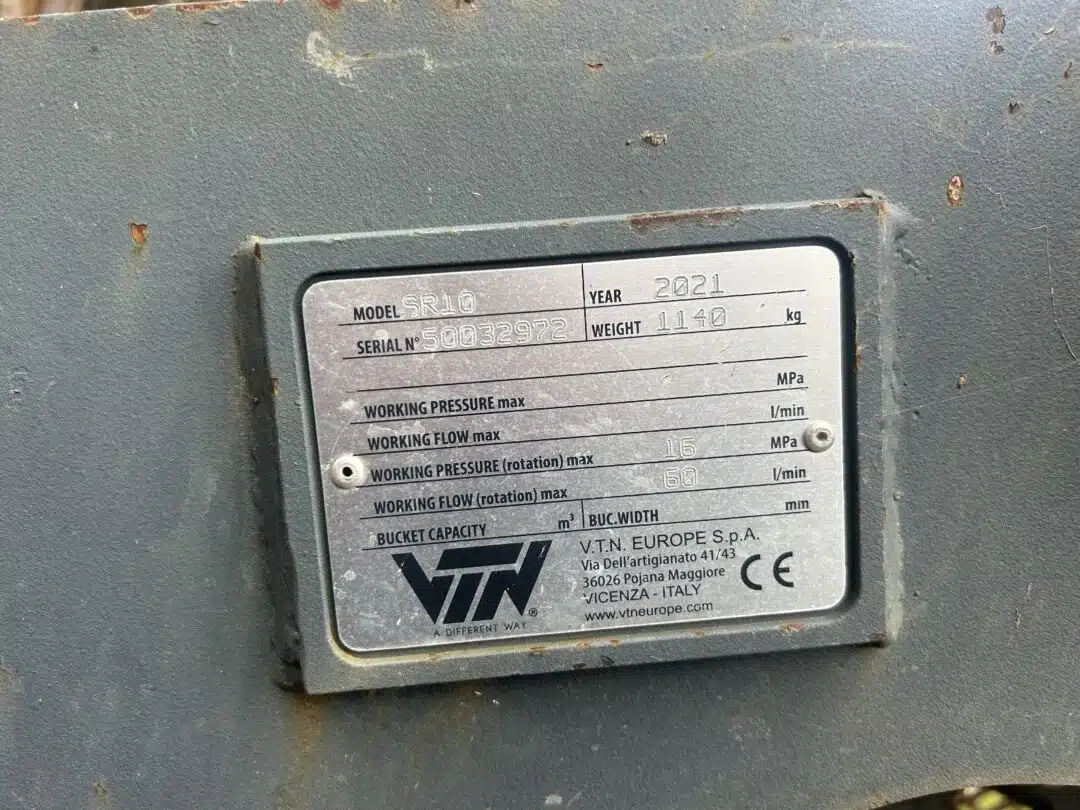 MODEL SR10
YEAR 2021
SERIAL N° 50032972
WEIGHT 1140 kg
MPa
WORKING PRESSURE max
l/min
WORKING FLOW max
WORKING PRESSURE (rotation) max 16 MPa
WORKING FLOW (rotation) max 60 l/min
BUCKET CAPACITY m³
BUC.WIDTH mm
VTN®
A DIFFERENT WAY
V.T.N. EUROPE S.p.A.
Via Dell'artigianato 41/43
36026 Pojana Maggiore
VICENZA - ITALY
www.vtneurope.com
CE